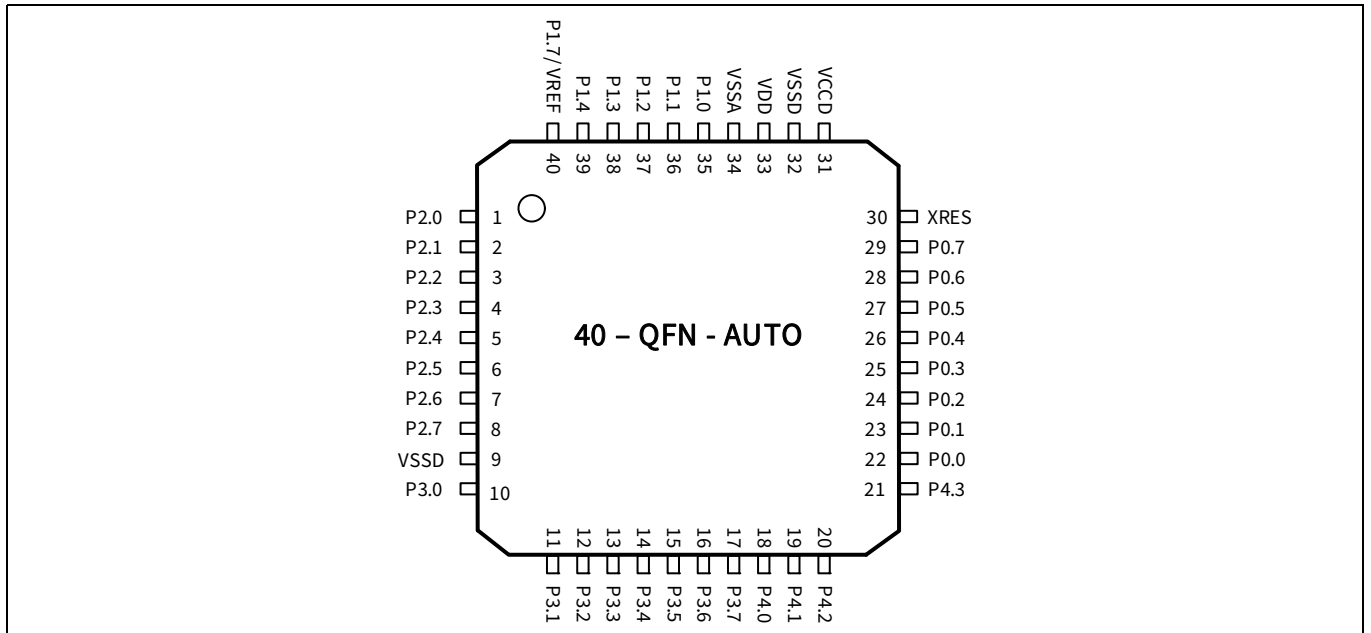 P1.7/VREF
P1.4
P1.3
P1.2
P1.1
P1.0
VSSA
VDD
VSSD
VCCD
40
39
38
37
36
35
34
33
32
31
P2.0 1
P2.1 2
P2.2 3
P2.3 4
P2.4 5
P2.5 6
P2.6 7
P2.7 8
VSSD 9
P3.0 10
40 – QFN - AUTO
30 XRES
29 P0.7
28 P0.6
27 P0.5
26 P0.4
25 P0.3
24 P0.2
23 P0.1
22 P0.0
21 P4.3
11
12
13
14
15
16
17
18
19
20
P3.1
P3.2
P3.3
P3.4
P3.5
P3.6
P3.7
P4.0
P4.1
P4.2